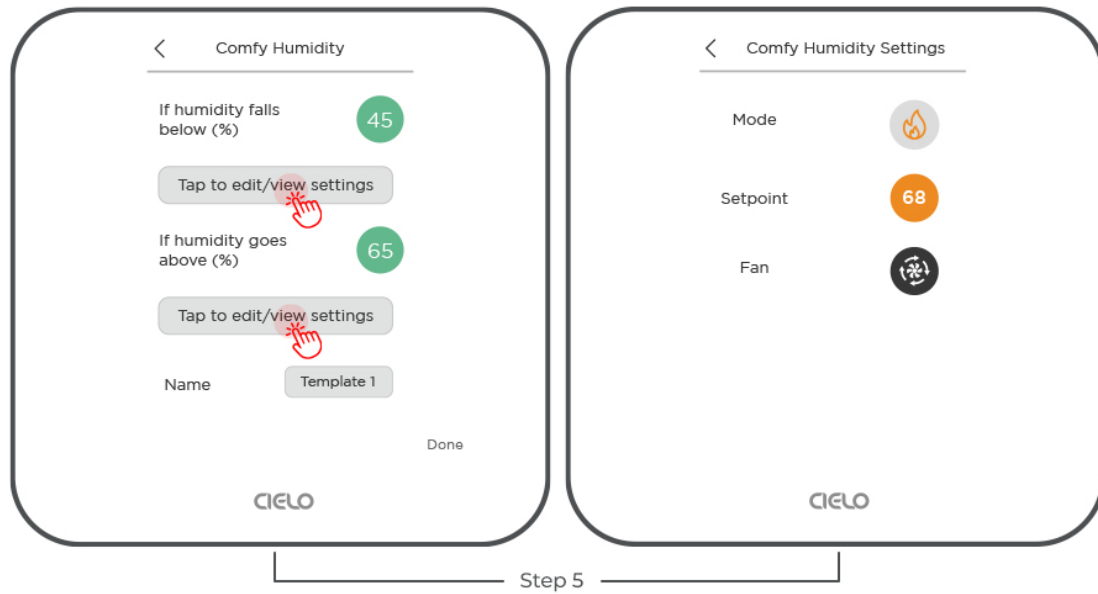 Comfy Humidity
If humidity falls
below (%)
45
Tap to edit/view settings
If humidity goes
above (%)
65
Tap to edit/view settings
Name
Template 1
Done
CIELO
Comfy Humidity Settings
Mode
Setpoint
68
Fan
CIELO
Step 5